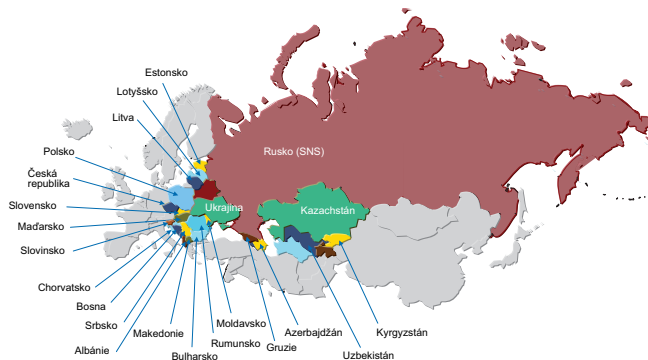 Estonsko
Lotyšsko
Litva
Polsko
Česká
republika
Slovensko
Maďarsko
Slovinsko
Chorvatsko
Bosna
Srbsko
Albánie
Makedonie
Bulharsko
Rumunsko
Moldavsko
Gruzie
Azerbajdžán
Uzbekistán
Kyrgyzstán
Rusko (SNS)
Ukrajina
Kazachstán